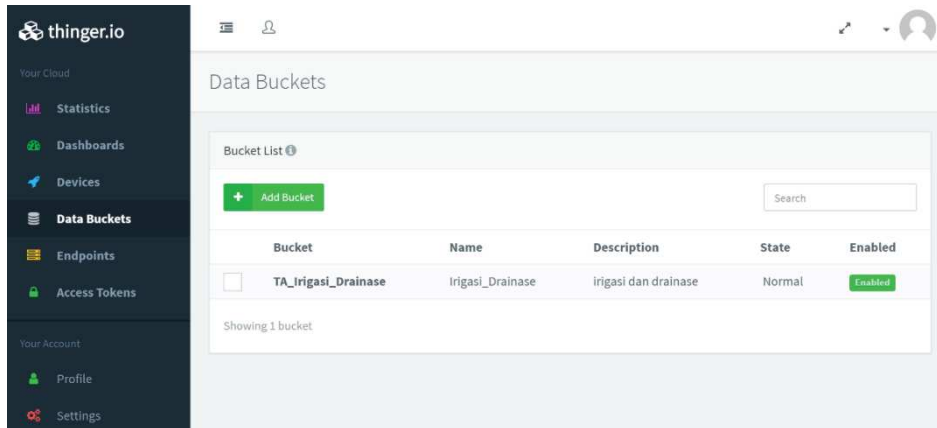 thinger.io
Your Cloud
Statistics
Dashboards
Devices
Data Buckets
Endpoints
Access Tokens
Your Account
Profile
Settings
Data Buckets
Bucket List
Add Bucket
Search
Bucket Name Description State Enabled
TA_Irigasi_Drainase Irigasi_Drainase irigasi dan drainase Normal Enabled
Showing 1 bucket